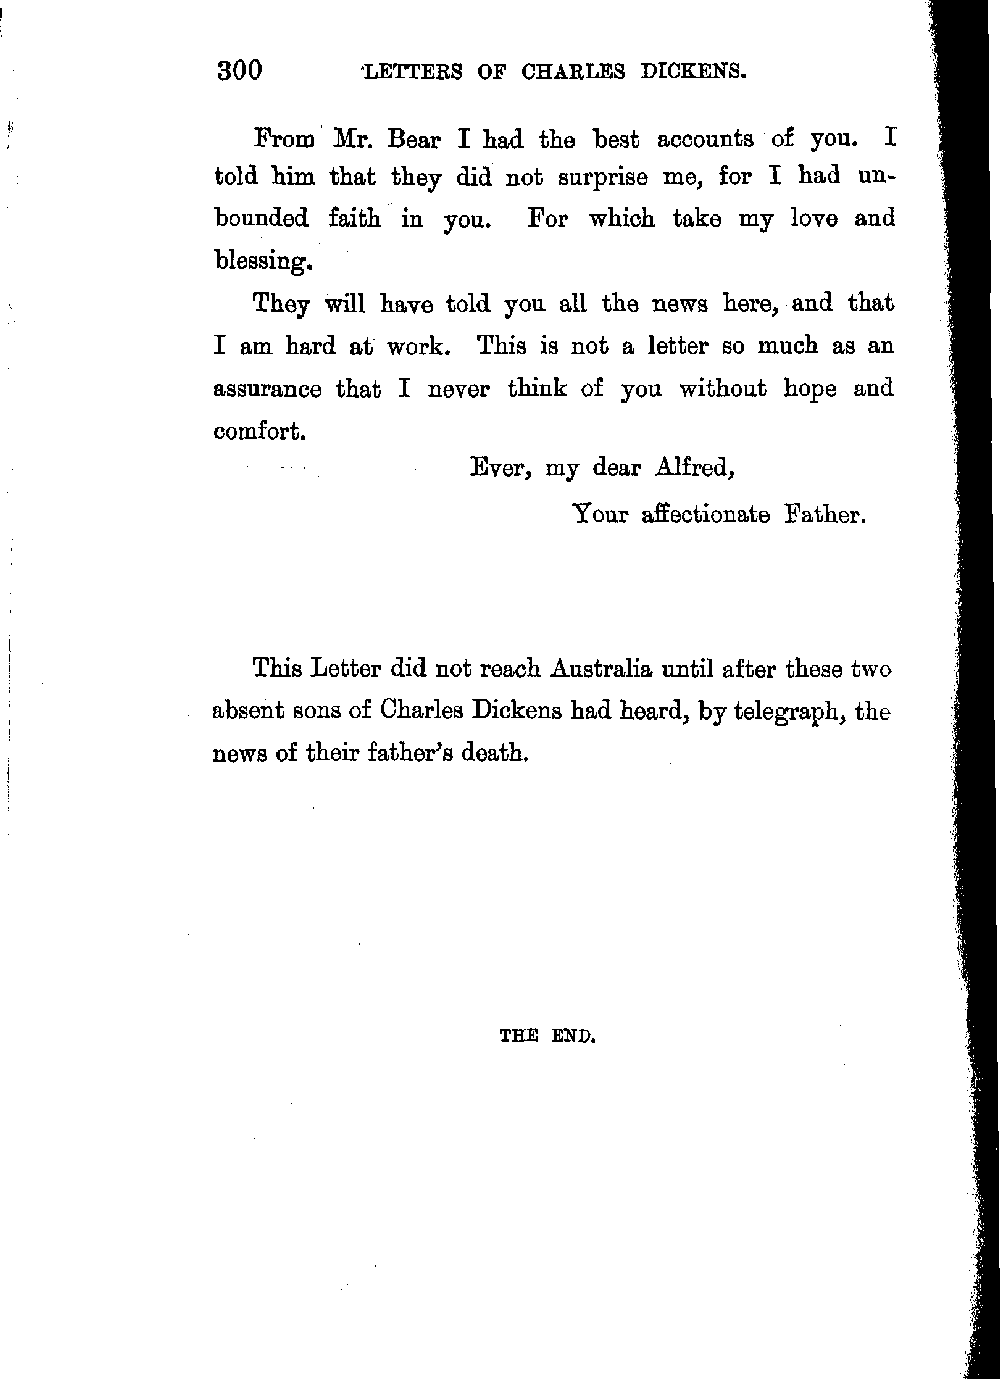 300 LETTERS OF CHARLES DICKENS.
From Mr. Bear I had the best accounts of you. I
told him that they did not surprise me, for I had un-
bounded faith in you. For which take my love and
blessing.
They will have told you all the news here, and that
I am hard at work. This is not a letter so much as an
assurance that I never think of you without hope and
comfort.
Ever, my dear Alfred,
Your affectionate Father.
This Letter did not reach Australia until after these two
absent sons of Charles Dickens had heard, by telegraph, the
news of their father's death.
THE END.